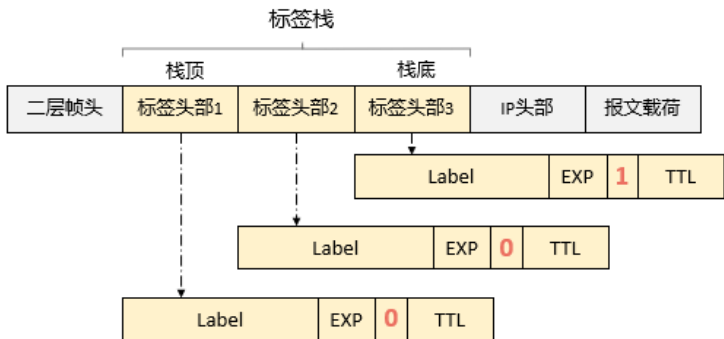 标签栈
栈顶 栈底
二层帧头 标签头部1 标签头部2 标签头部3 IP头部 报文载荷
Label EXP 1 TTL
Label EXP 0 TTL
Label EXP 0 TTL